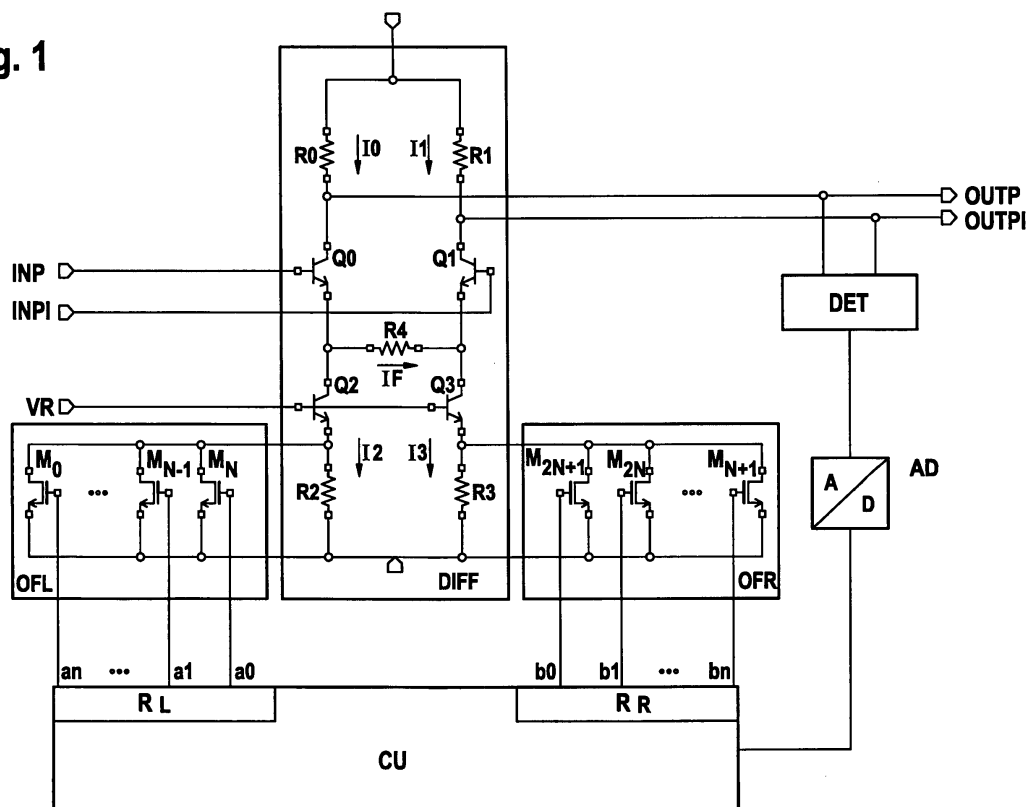 g. 1
R0 I0 I1 R1
OUTP
OUTPI
INP Q0 Q1
INPI
DET
R4
IF
Q2 Q3
VR
M0 ... MN-1 MN
I2 I3
M2N+1 M2N ... MN+1
R2 R3
A
D
AD
OFL DIFF OFR
an ... a1 a0 b0 b1 ... bn
R L R R
CU